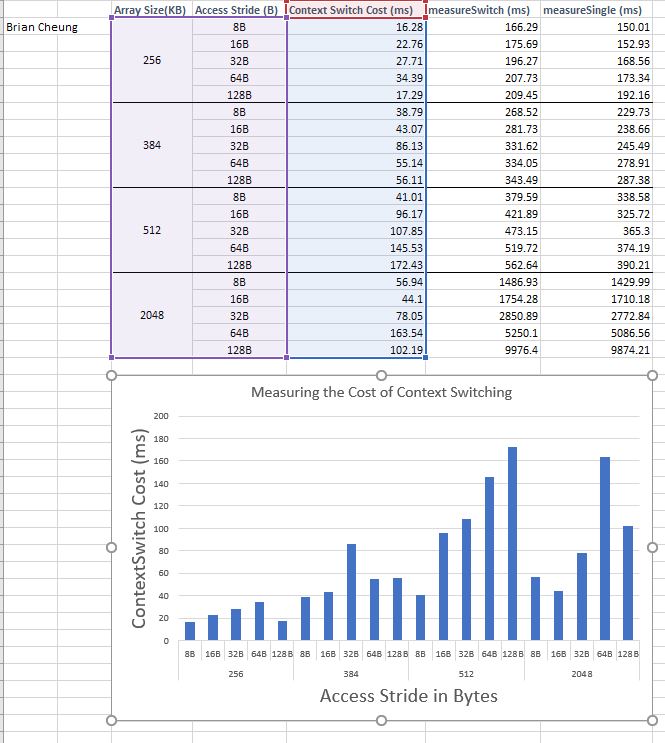 Array Size(KB) Access Stride (B) Context Switch Cost (ms) measureSwitch (ms) measureSingle (ms)
Brian Cheung 8B 16.28 166.29 150.01
16B 22.76 175.69 152.93
256 32B 27.71 196.27 168.56
64B 34.39 207.73 173.34
128B 17.29 209.45 192.16
8B 38.79 268.52 229.73
16B 43.07 281.73 238.66
384 32B 86.13 331.62 245.49
64B 55.14 334.05 278.91
128B 56.11 343.49 287.38
8B 41.01 379.59 338.58
16B 96.17 421.89 325.72
512 32B 107.85 473.15 365.3
64B 145.53 519.72 374.19
128B 172.43 562.64 390.21
8B 56.94 1486.93 1429.99
16B 44.1 1754.28 1710.18
2048 32B 78.05 2850.89 2772.84
64B 163.54 5250.1 5086.56
128B 102.19 9976.4 9874.21
Measuring the Cost of Context Switching
ContextSwitch Cost (ms)
200
180
160
140
120
100
80
60
40
20
0
8B 16B 32B 64B 128B 8B 16B 32B 64B 128B 8B 16B 32B 64B 128B 8B 16B 32B 64B 128B
256 384 512 2048
Access Stride in Bytes